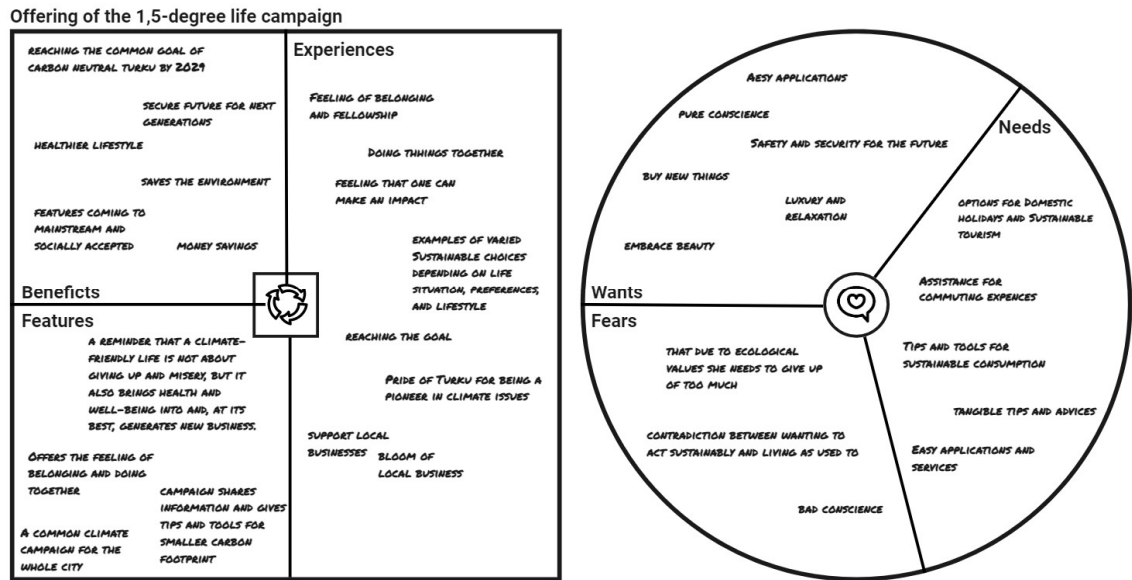 Offering of the 1,5-degree life campaign
REACHING THE COMMON GOAL OF
CARBON NEUTRAL TURKU BY 2029
SECURE FUTURE FOR NEXT
GENERATIONS
HEALTHIER LIFESTYLE
SAVES THE ENVIRONMENT
FEATURES COMING TO
MAINSTREAM AND
SOCIALLY ACCEPTED
MONEY SAVINGS
Beneficts
Experiences
FEELING OF BELONGING
AND FELLOWSHIP
DOING THHINGS TOGETHER
FEELING THAT ONE CAN
MAKE AN IMPACT
EXAMPLES OF VARIED
SUSTAINABLE CHOICES
DEPENDING ON LIFE
SITUATION, PREFERENCES,
AND LIFESTYLE
REACHING THE GOAL
PRIDE OF TURKU FOR BEING A
PIONEER IN CLIMATE ISSUES
SUPPORT LOCAL
BUSINESSES
BLOOM OF
LOCAL BUSINESS
Features
A REMINDER THAT A CLIMATE-
FRIENDLY LIFE IS NOT ABOUT
GIVING UP AND MISERY, BUT IT
ALSO BRINGS HEALTH AND
WELL-BEING INTO AND, AT ITS
BEST, GENERATES NEW BUSINESS.
OFFERS THE FEELING OF
BELONGING AND DOING
TOGETHER
CAMPAIGN SHARES
INFORMATION AND GIVES
TIPS AND TOOLS FOR
SMALLER CARBON
FOOTPRINT
A COMMON CLIMATE
CAMPAIGN FOR THE
WHOLE CITY
AESY APPLICATIONS
PURE CONSCIENCE
SAFETY AND SECURITY FOR THE FUTURE
BUY NEW THINGS
LUXURY AND
RELAXATION
EMBRACE BEAUTY
Wants
Needs
OPTIONS FOR DOMESTIC
HOLIDAYS AND SUSTAINABLE
TOURISM
ASSISTANCE FOR
COMMUTING EXPENCES
TIPS AND TOOLS FOR
SUSTAINABLE CONSUMPTION
TANGIBLE TIPS AND ADVICES
EASY APPLICATIONS AND
SERVICES
Fears
THAT DUE TO ECOLOGICAL
VALUES SHE NEEDS TO GIVE UP
OF TOO MUCH
CONTRADICTION BETWEEN WANTING TO
ACT SUSTAINABLY AND LIVING AS USED TO
BAD CONSCIENCE